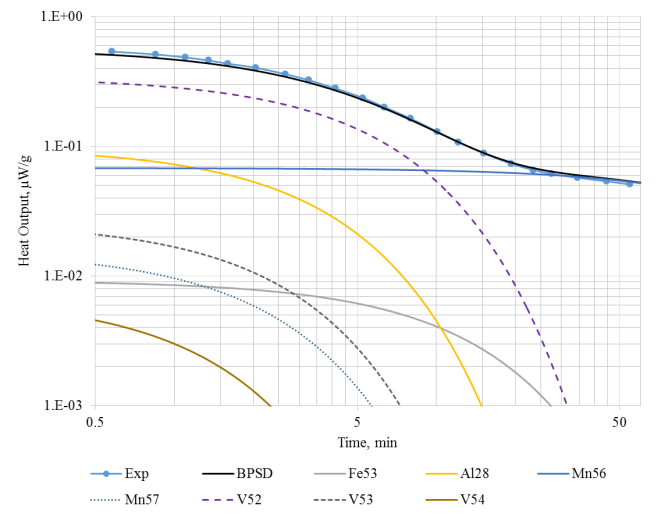 1.E+00
1.E-01
1.E-02
1.E-03
Heat Output, µW/g
0.5 5 50
Time, min
Exp BPSD Fe53 Al28 Mn56
Mn57 V52 V53 V54